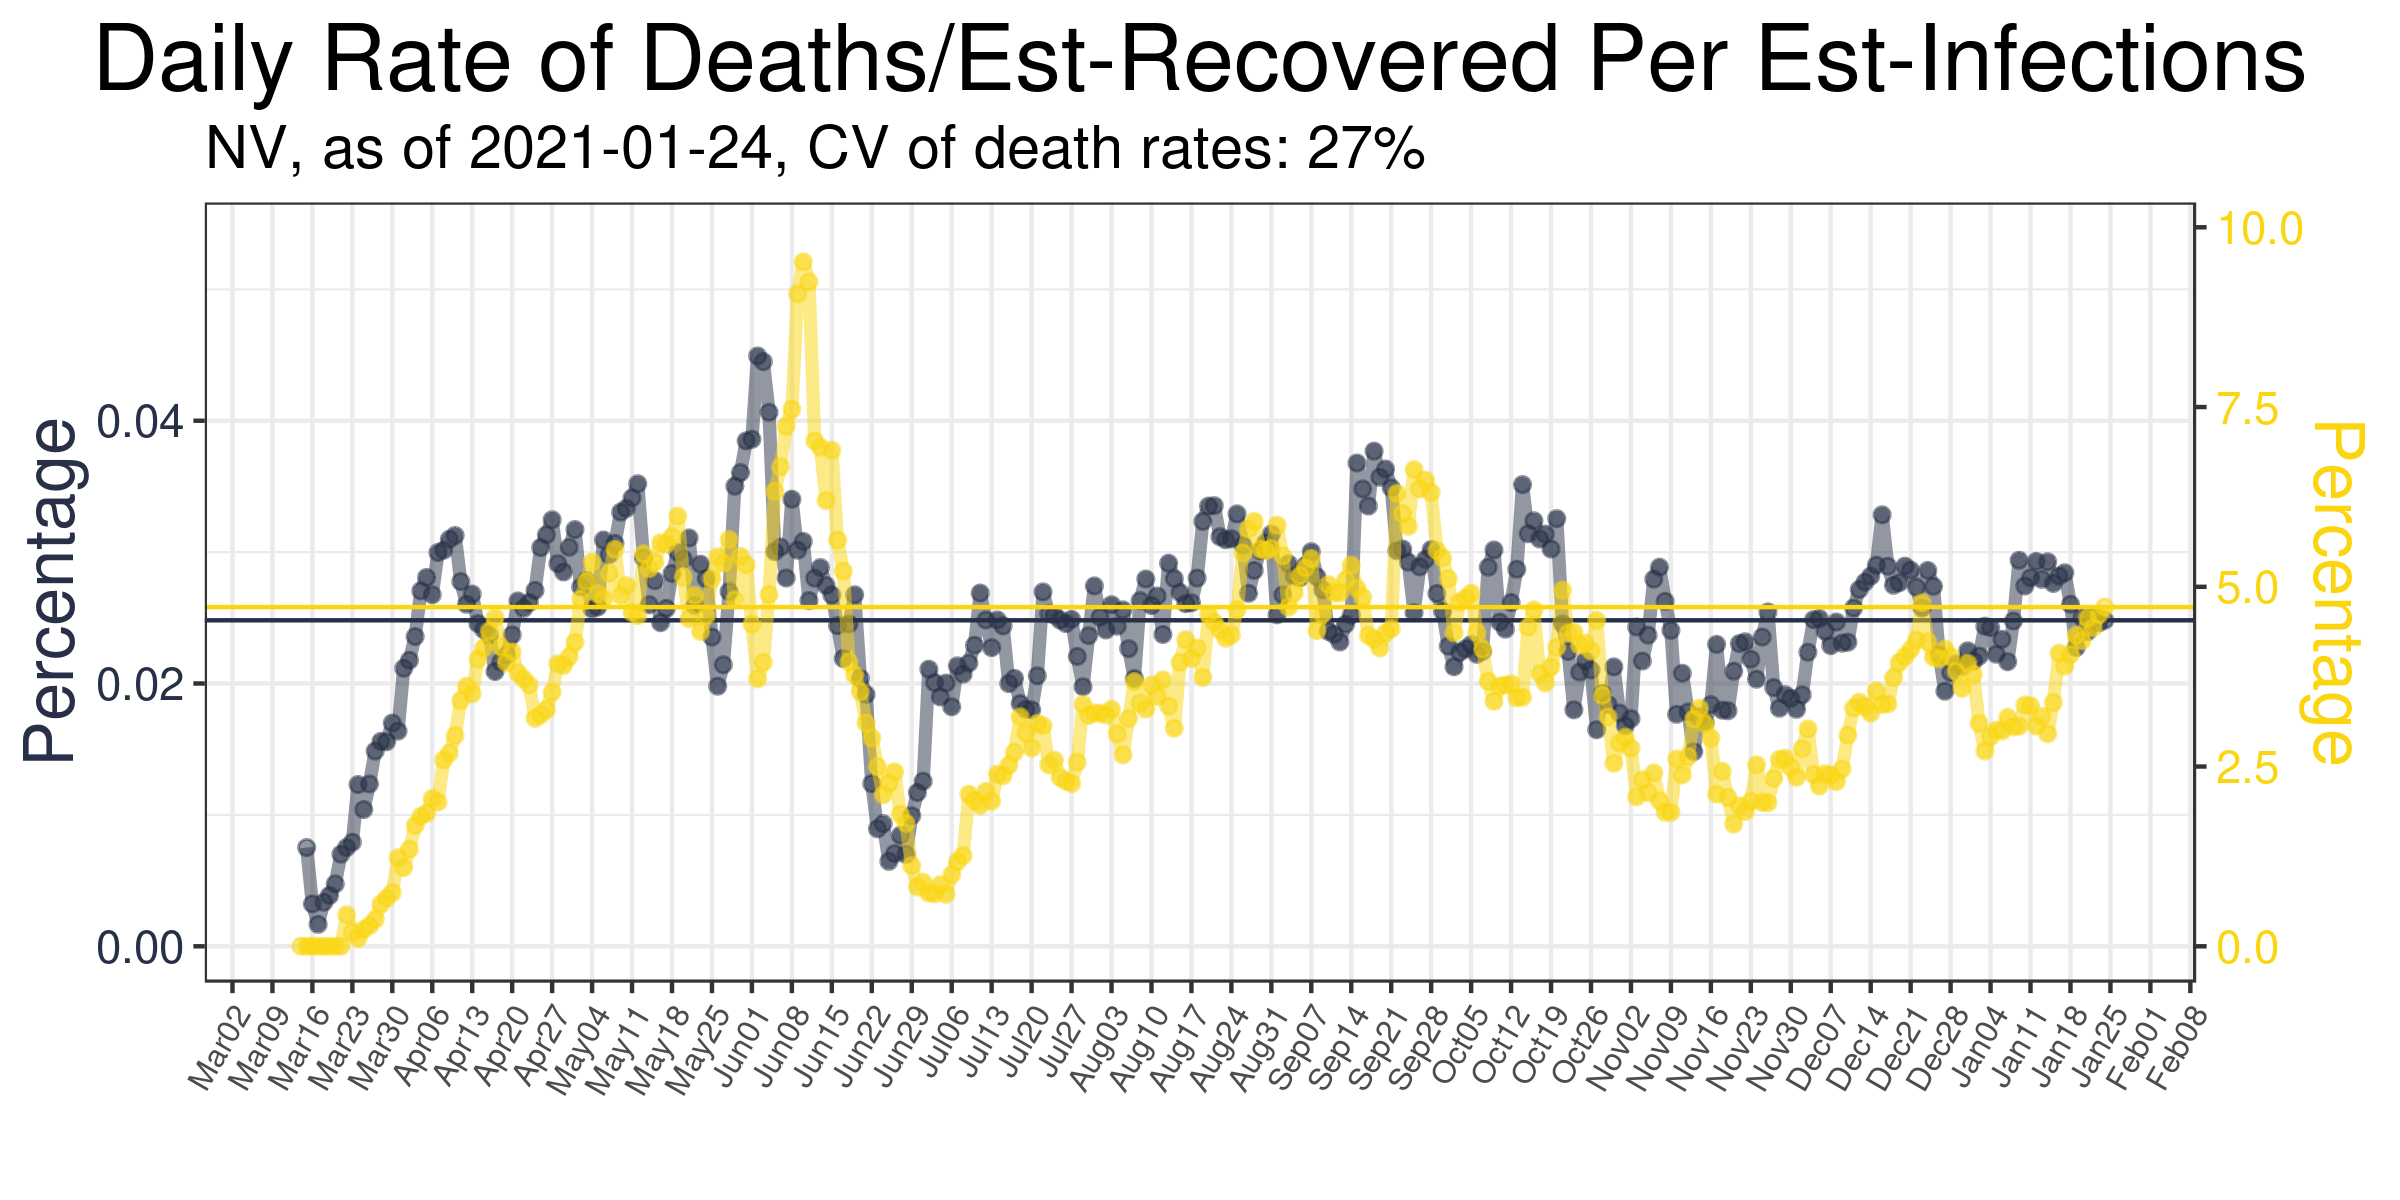 Daily Rate of Deaths/Est-Recovered Per Est-Infections
NV, as of 2021-01-24, CV of death rates: 27%
Percentage
0.04
0.02
0.00
10.0
7.5
5.0
2.5
0.0
Percentage
Mar02
Mar09
Mar16
Mar23
Mar30
Apr06
Apr13
Apr20
Apr27
May04
May11
May18
May25
Jun01
Jun08
Jun15
Jun22
Jun29
Jul06
Jul13
Jul20
Jul27
Aug03
Aug10
Aug17
Aug24
Aug31
Sep07
Sep14
Sep21
Sep28
Oct05
Oct12
Oct19
Oct26
Nov02
Nov09
Nov16
Nov23
Nov30
Dec07
Dec14
Dec21
Dec28
Jan04
Jan11
Jan18
Jan25
Feb01
Feb08